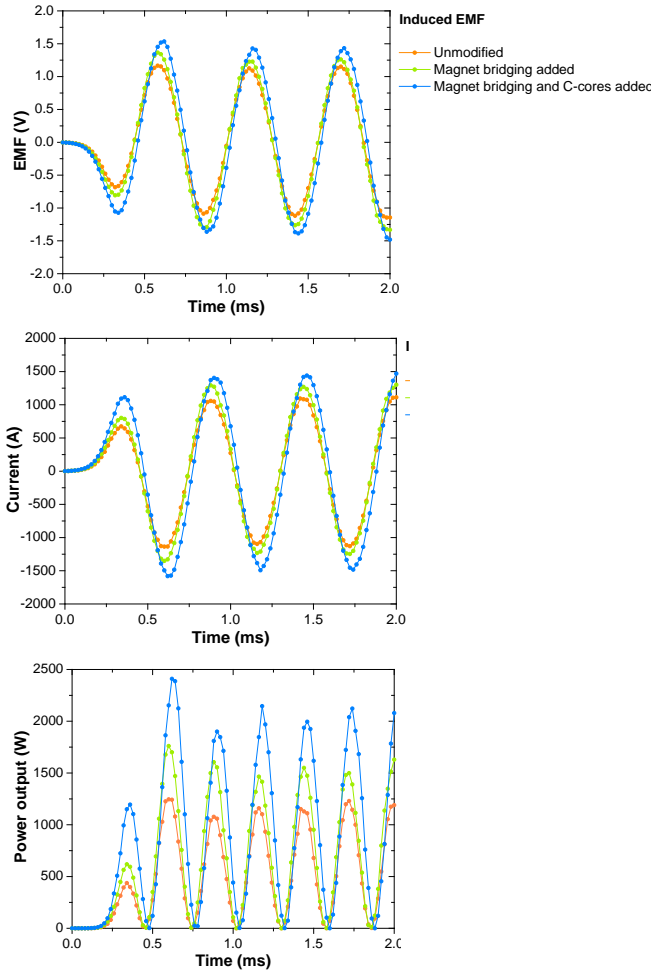 Induced EMF
Unmodified
Magnet bridging added
Magnet bridging and C-cores added
EMF (V)
2.0
1.5
1.0
0.5
0.0
-0.5
-1.0
-1.5
-2.0
0.0 0.5 1.0 1.5 2.0
Time (ms)
I
Current (A)
2000
1500
1000
500
0
-500
-1000
-1500
-2000
0.0 0.5 1.0 1.5 2.0
Time (ms)
Power output (W)
2500
2000
1500
1000
500
0
0.0 0.5 1.0 1.5 2.0
Time (ms)